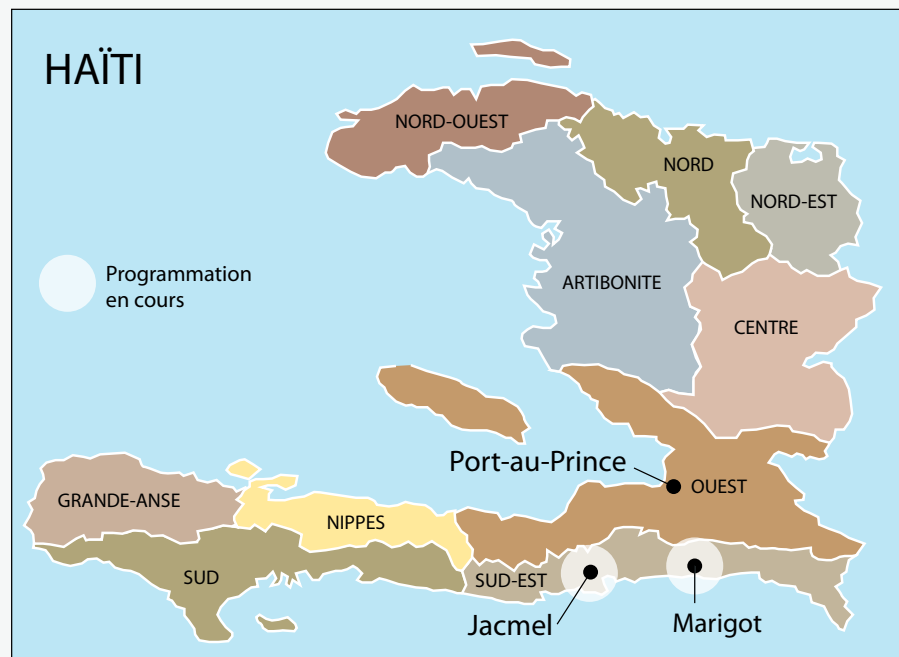 HAÏTI
NORD-OUEST
NORD
NORD-EST
Programmation
en cours
ARTIBONITE
CENTRE
Port-au-Prince
OUEST
GRANDE-ANSE
NIPPES
SUD
SUD-EST
Jacmel
Marigot